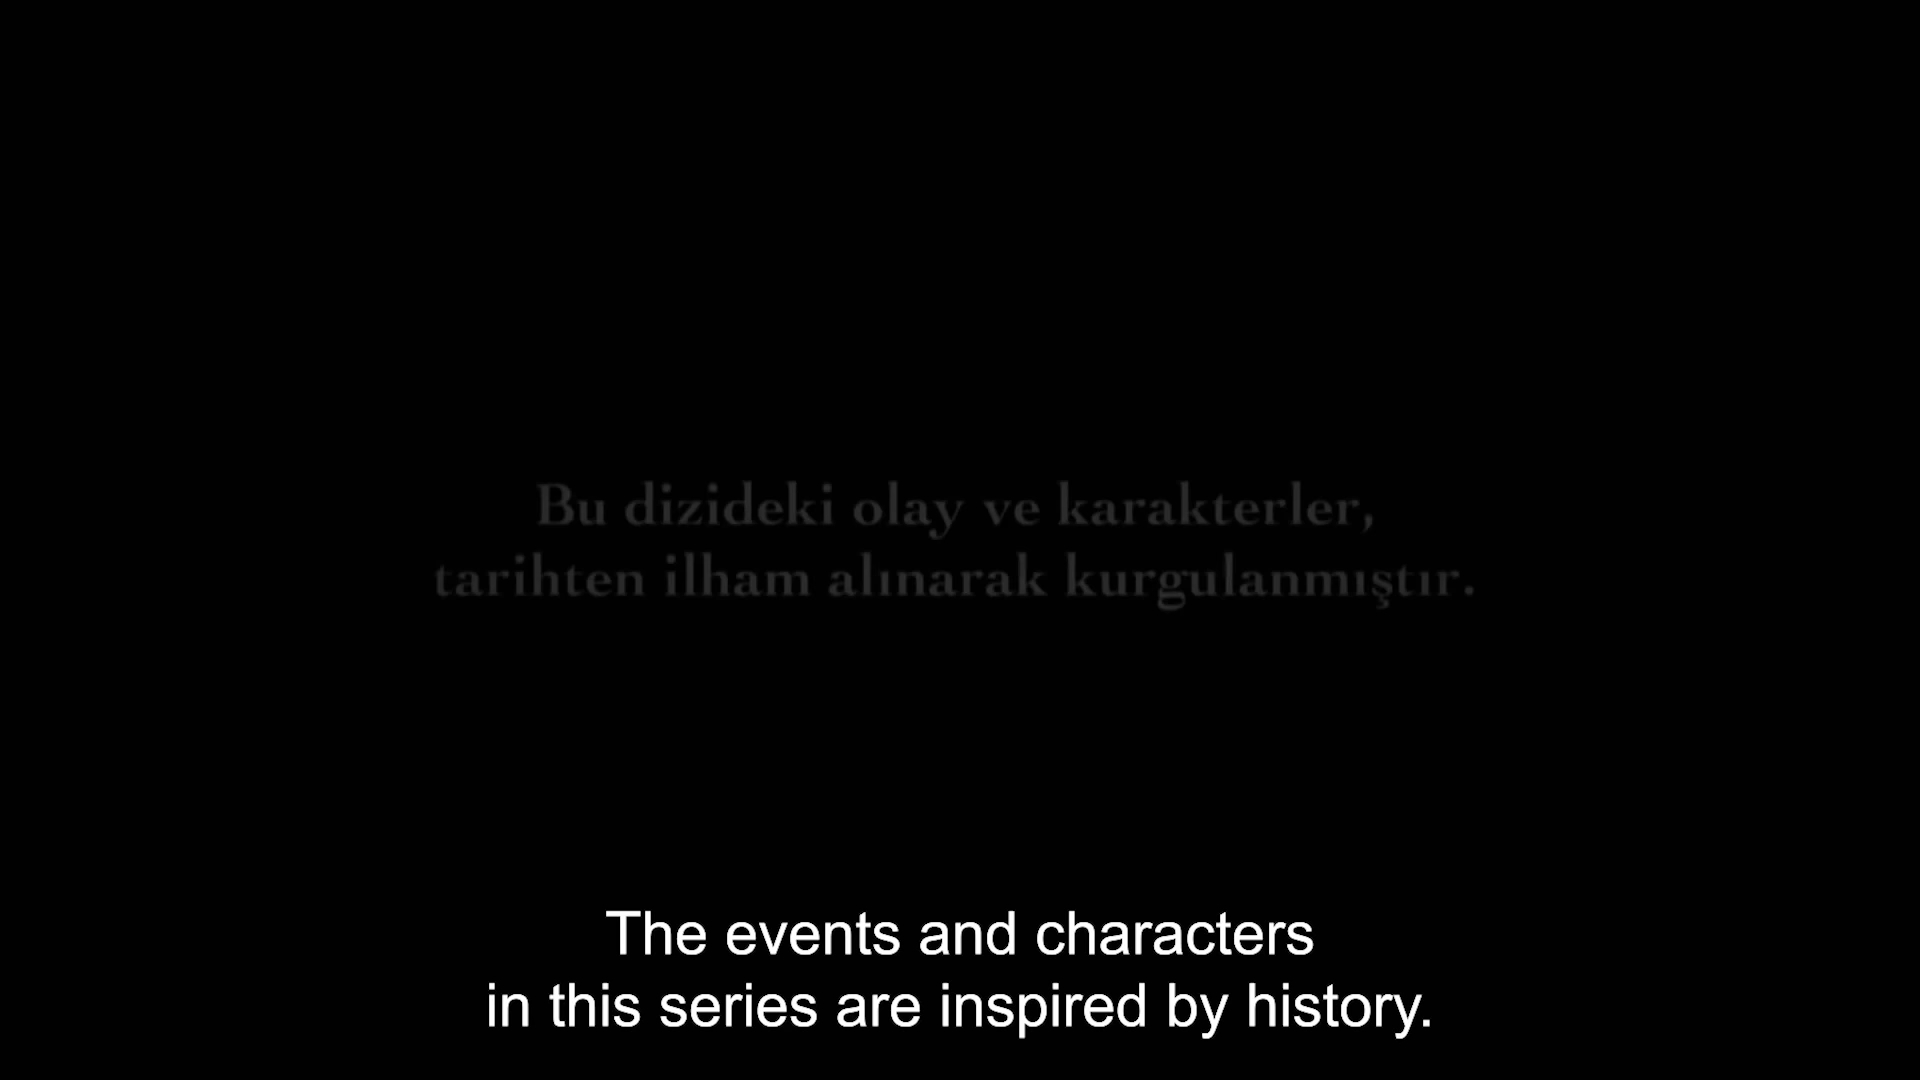 Bu dizideki olay ve karakterler,
tarihten ilham alınarak kurgulanmıştır.
The events and characters
in this series are inspired by history.